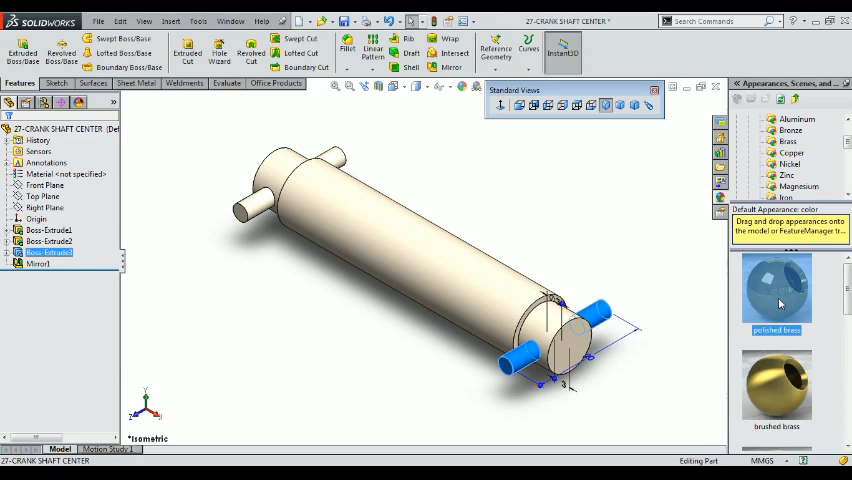 SOLIDWORKS File Edit View Insert Tools Window Help 27-CRANK SHAFT CENTER * Search Commands
Extruded Boss/Base
Revolved Boss/Base
Swept Boss/Base
Lofted Boss/Base
Boundary Boss/Base
Extruded Cut
Hole Wizard
Revolved Cut
Swept Cut
Lofted Cut
Boundary Cut
Fillet
Linear Pattern
Rib
Draft
Shell
Wrap
Intersect
Mirror
Reference Geometry
Curves
Instant3D
Features Sketch Surfaces Sheet Metal Weldments Evaluate Office Products
Standard Views
Appearances, Scenes, and...
27-CRANK SHAFT CENTER (Def
History
Sensors
Annotations
Material <not specified>
Front Plane
Top Plane
Right Plane
Origin
Boss-Extrude1
Boss-Extrude2
Boss-Extrude3
Mirror1
Aluminum
Bronze
Brass
Copper
Nickel
Zinc
Magnesium
Iron
Default Appearance: color
Drag and drop appearances onto
the model or FeatureManager tr...
polished brass
brushed brass
3
Y
Z
X
*Isometric
Model Motion Study 1
27-CRANK SHAFT CENTER Editing Part MMGS